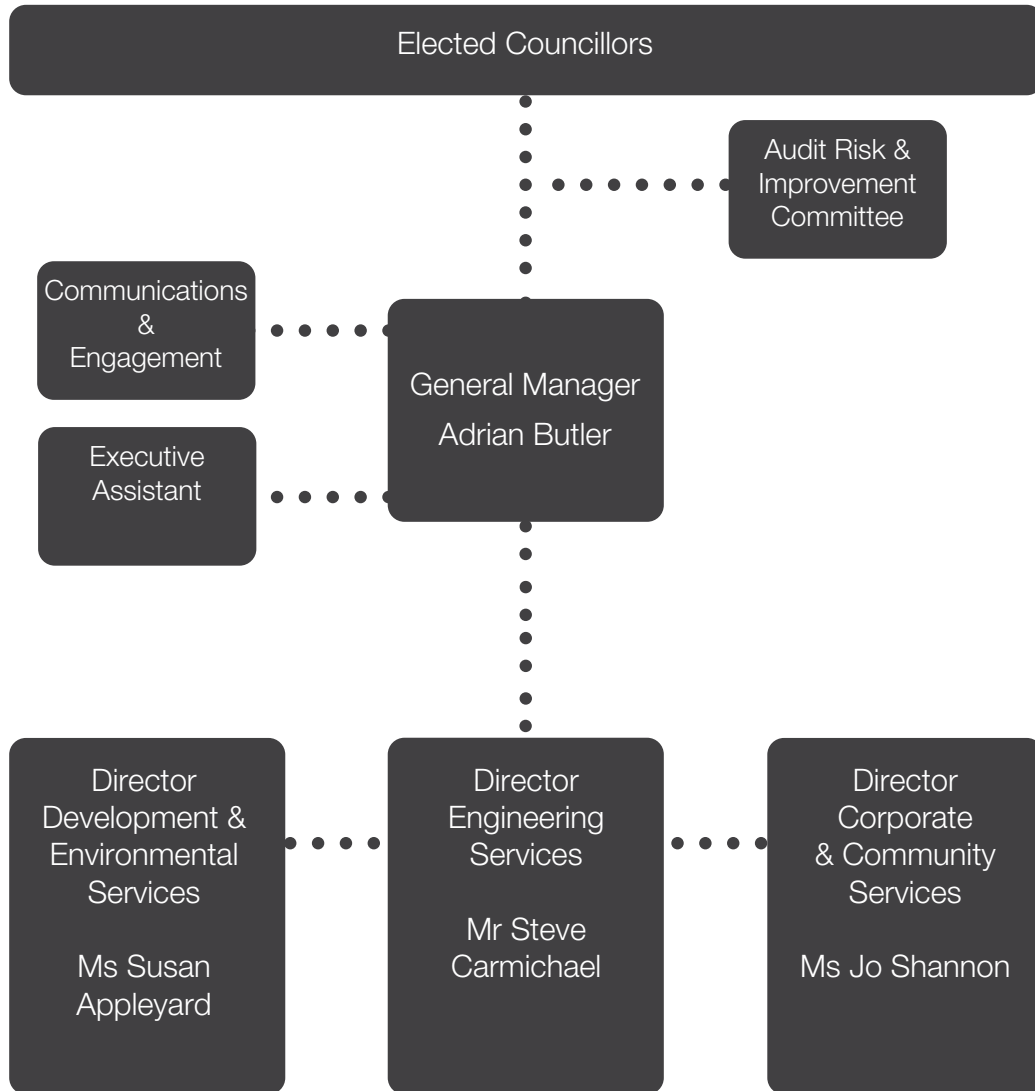 Elected Councillors
Audit Risk &
Improvement
Committee
Communications
&
Engagement
General Manager
Adrian Butler
Executive
Assistant
Director
Development &
Environmental
Services
Ms Susan
Appleyard
Director
Engineering
Services
Mr Steve
Carmichael
Director
Corporate
& Community
Services
Ms Jo Shannon